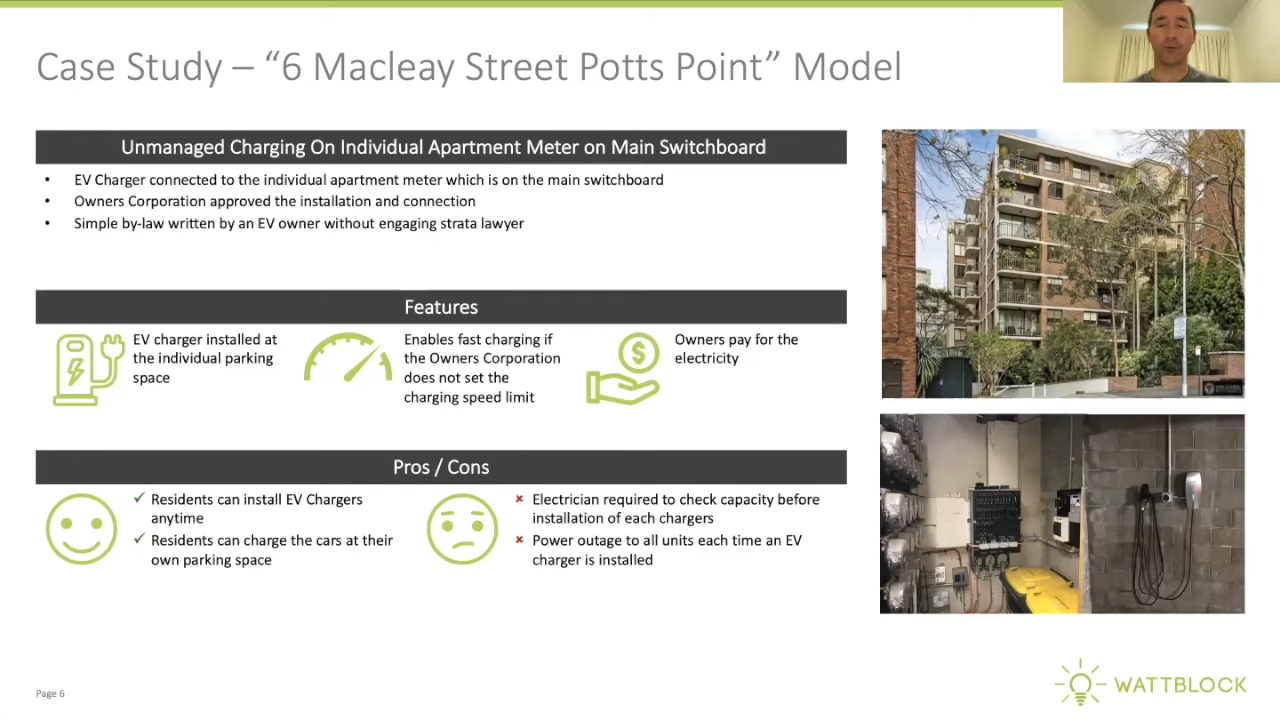 Case Study – “6 Macleay Street Potts Point” Model
Unmanaged Charging On Individual Apartment Meter on Main Switchboard
• EV Charger connected to the individual apartment meter which is on the main switchboard
• Owners Corporation approved the installation and connection
• Simple by-law written by an EV owner without engaging strata lawyer
Features
EV charger installed at
the individual parking
space
Enables fast charging if
the Owners Corporation
does not set the
charging speed limit
$
Owners pay for the
electricity
Pros / Cons
✓ Residents can install EV Chargers
anytime
✓ Residents can charge the cars at their
own parking space
× Electrician required to check capacity before
installation of each chargers
× Power outage to all units each time an EV
charger is installed
Page 6
WATTBLOCK